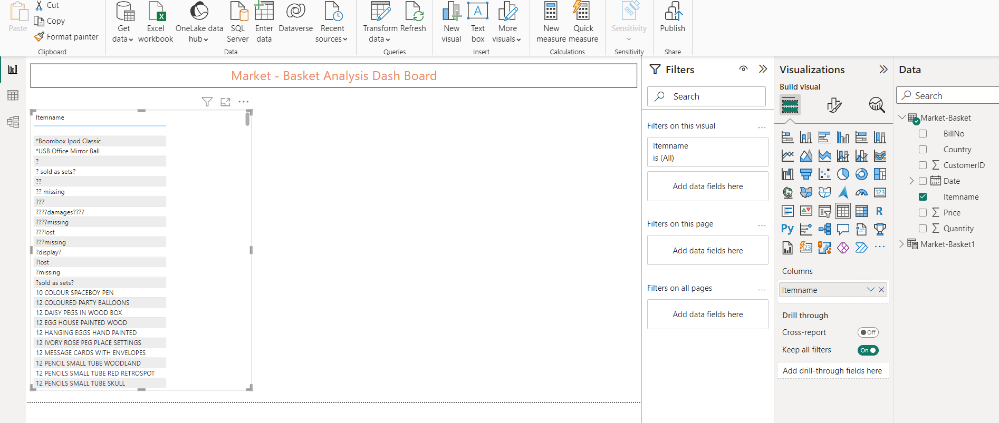 Paste
Cut
Copy
Format painter
Clipboard
Get data
Excel workbook
OneLake data hub
SQL Server
Enter data
Dataverse
Recent sources
Data
Transform data
Refresh
Queries
New visual
Text box
More visuals
Insert
New measure
Quick measure
Calculations
Sensitivity
Sensitivity
Publish
Share
Market - Basket Analysis Dash Board
Itemname
*Boombox Ipod Classic
*USB Office Mirror Ball
?
? sold as sets?
??
?? missing
???
????damages????
????missing
???lost
???missing
?display?
?lost
?missing
?sold as sets?
10 COLOUR SPACEBOY PEN
12 COLOURED PARTY BALLOONS
12 DAISY PEGS IN WOOD BOX
12 EGG HOUSE PAINTED WOOD
12 HANGING EGGS HAND PAINTED
12 IVORY ROSE PEG PLACE SETTINGS
12 MESSAGE CARDS WITH ENVELOPES
12 PENCIL SMALL TUBE WOODLAND
12 PENCILS SMALL TUBE RED RETROSPOT
12 PENCILS SMALL TUBE SKULL
Filters
Search
Filters on this visual
...
Itemname
is (All)
Add data fields here
Filters on this page
...
Add data fields here
Filters on all pages
...
Add data fields here
Visualizations
Build visual
123
R
Py
123
...
Columns
Itemname
Drill through
Cross-report
Off
Keep all filters
On
Add drill-through fields here
Data
Search
Market-Basket
BillNo
Country
∑ CustomerID
Date
Itemname
∑ Price
∑ Quantity
Market-Basket1